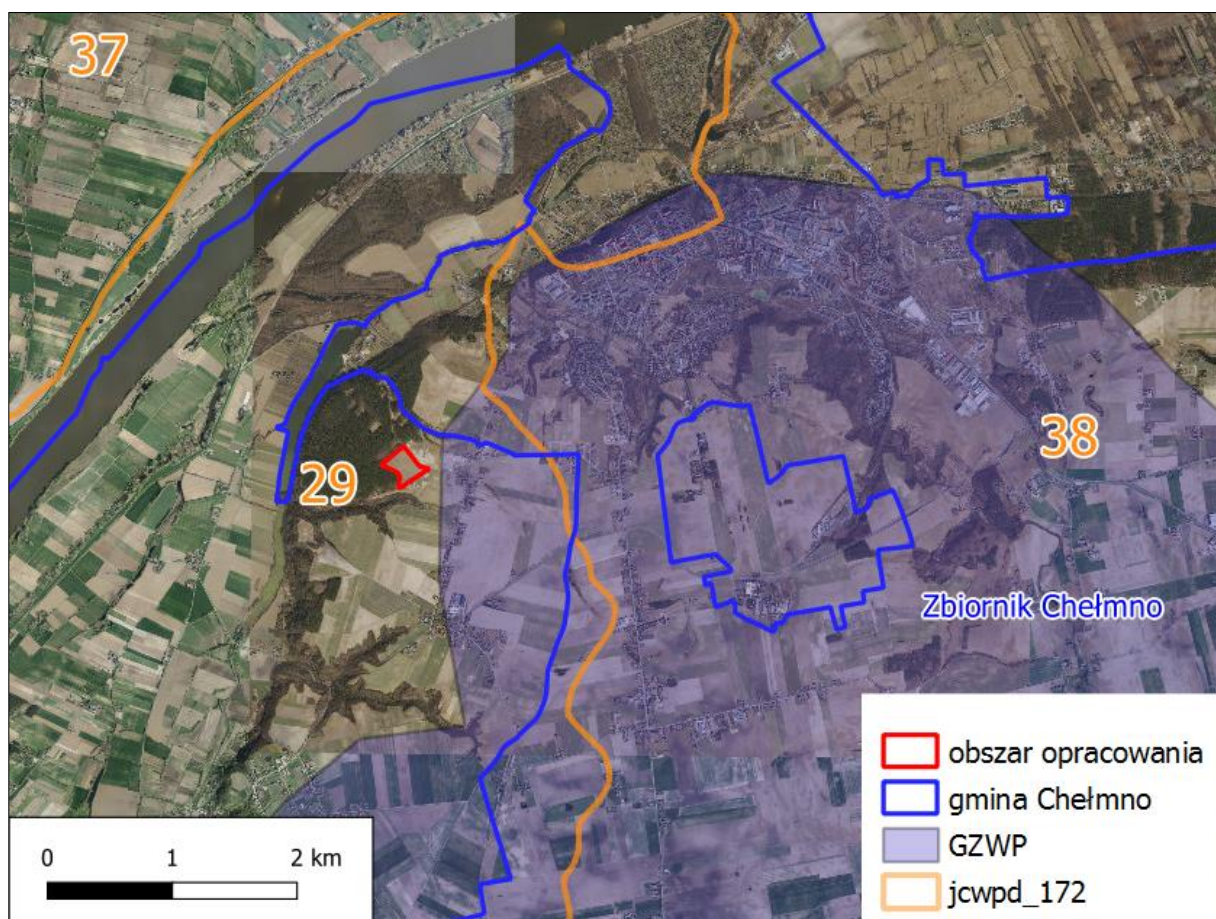 37
38
29
Zbiornik Chełmno
obszar opracowania
gmina Chełmno
GZWP
jcwpd_172
0 1 2 km